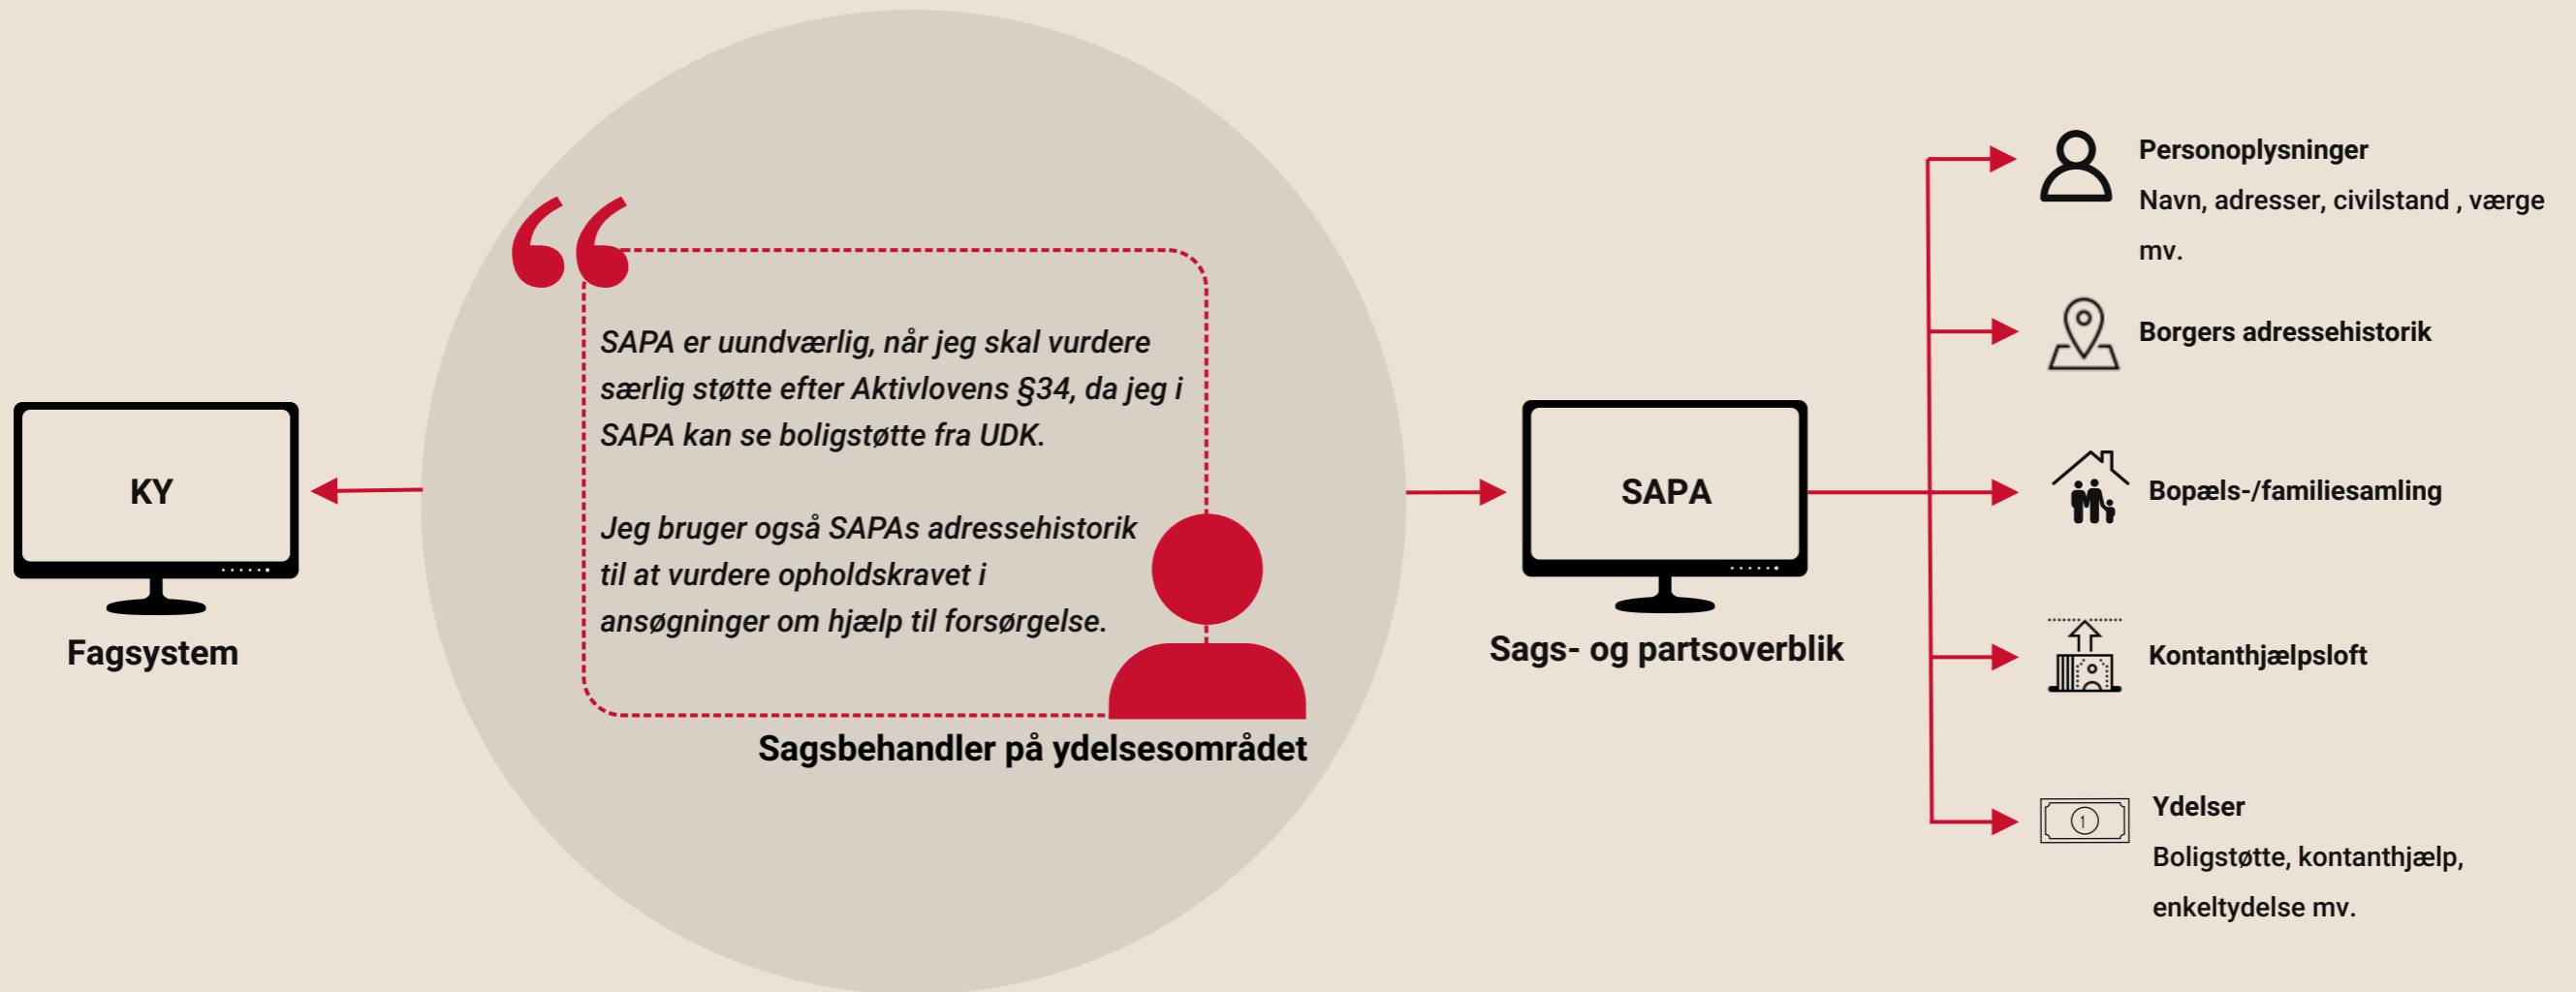 KY
Fagsystem
SAPA er uundværlig, når jeg skal vurdere
særlig støtte efter Aktivlovens §34, da jeg i
SAPA kan se boligstøtte fra UDK.
Jeg bruger også SAPAs adressehistorik
til at vurdere opholdskravet i
ansøgninger om hjælp til forsørgelse.
Sagsbehandler på ydelsesområdet
SAPA
Sags- og partsoverblik
Personoplysninger
Navn, adresser, civilstand , værge
mv.
Borgers adressehistorik
Bopæls-/familiesamling
Kontanthjælpsloft
1
Ydelser
Boligstøtte, kontanthjælp,
enkeltydelse mv.